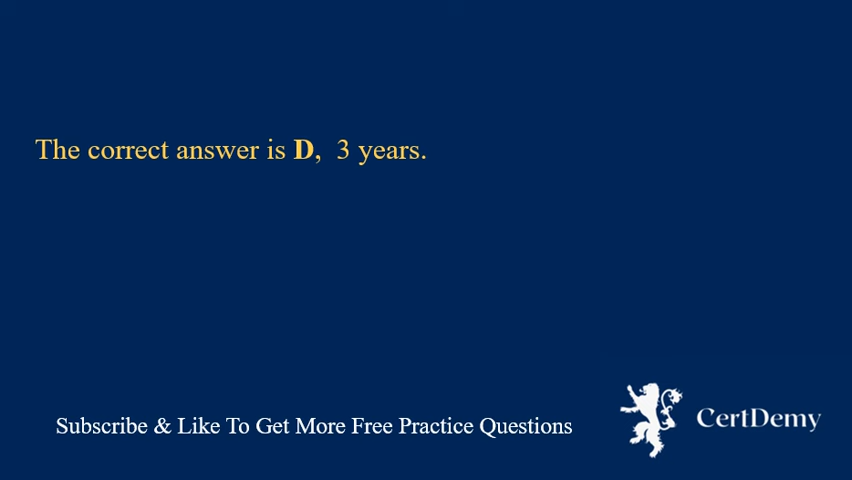 The correct answer is D, 3 years.
Subscribe & Like To Get More Free Practice Questions
CertDemy